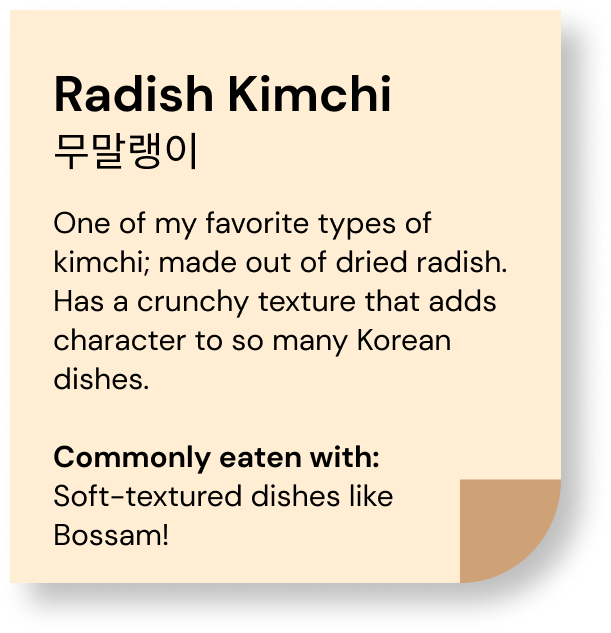 Radish Kimchi
무말랭이
One of my favorite types of
kimchi; made out of dried radish.
Has a crunchy texture that adds
character to so many Korean
dishes.
Commonly eaten with:
Soft-textured dishes like
Bossam!